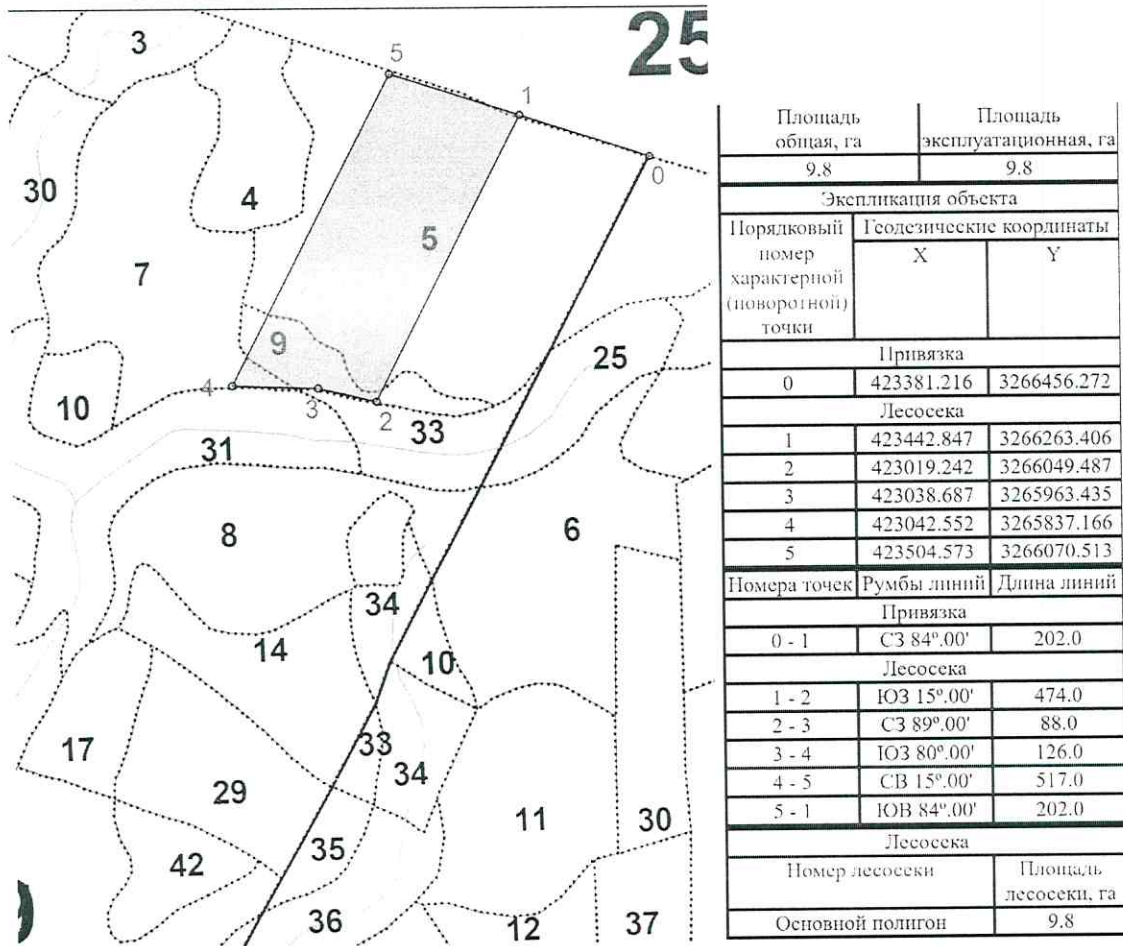 25
3
5
1
0
30
4
5
7
9
25
10
4
3
2
33
31
8
6
34
14
10
17
33
34
29
11
30
35
42
36
12
37
Площадь общая, га Площадь эксплуатационная, га
9.8 9.8
Экспликация объекта
Порядковый номер характерной (поворотной) точки Геодезические координаты
X Y
Привязка
0 423381.216 3266456.272
Лесосека
1 423442.847 3266263.406
2 423019.242 3266049.487
3 423038.687 3265963.435
4 423042.552 3265837.166
5 423504.573 3266070.513
Номера точек Румбы линий Длина линий
Привязка
0 - 1 СЗ 84°.00' 202.0
Лесосека
1 - 2 ЮЗ 15°.00' 474.0
2 - 3 СЗ 89°.00' 88.0
3 - 4 ЮЗ 80°.00' 126.0
4 - 5 СВ 15°.00' 517.0
5 - 1 ЮВ 84°.00' 202.0
Лесосека
Номер лесосеки Площадь лесосеки, га
Основной полигон 9.8